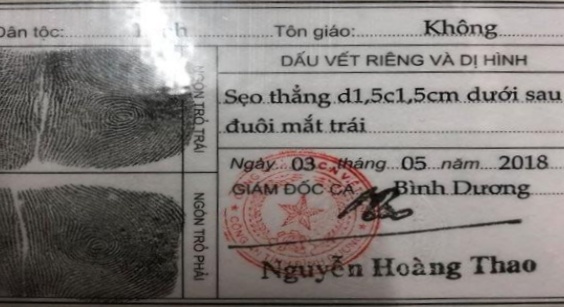 Dân tộc: Tôn giáo: Không
DẤU VẾT RIÊNG VÀ DỊ HÌNH
Sẹo thẳng d1,5c1,5cm dưới sau
đuôi mắt trái
Ngày 03 tháng 05 năm 2018
GIÁM ĐỐC CA Bình Dương
Nguyễn Hoàng Thao
NGÓN TRỎ TRÁI
NGÓN TRỎ PHẢI